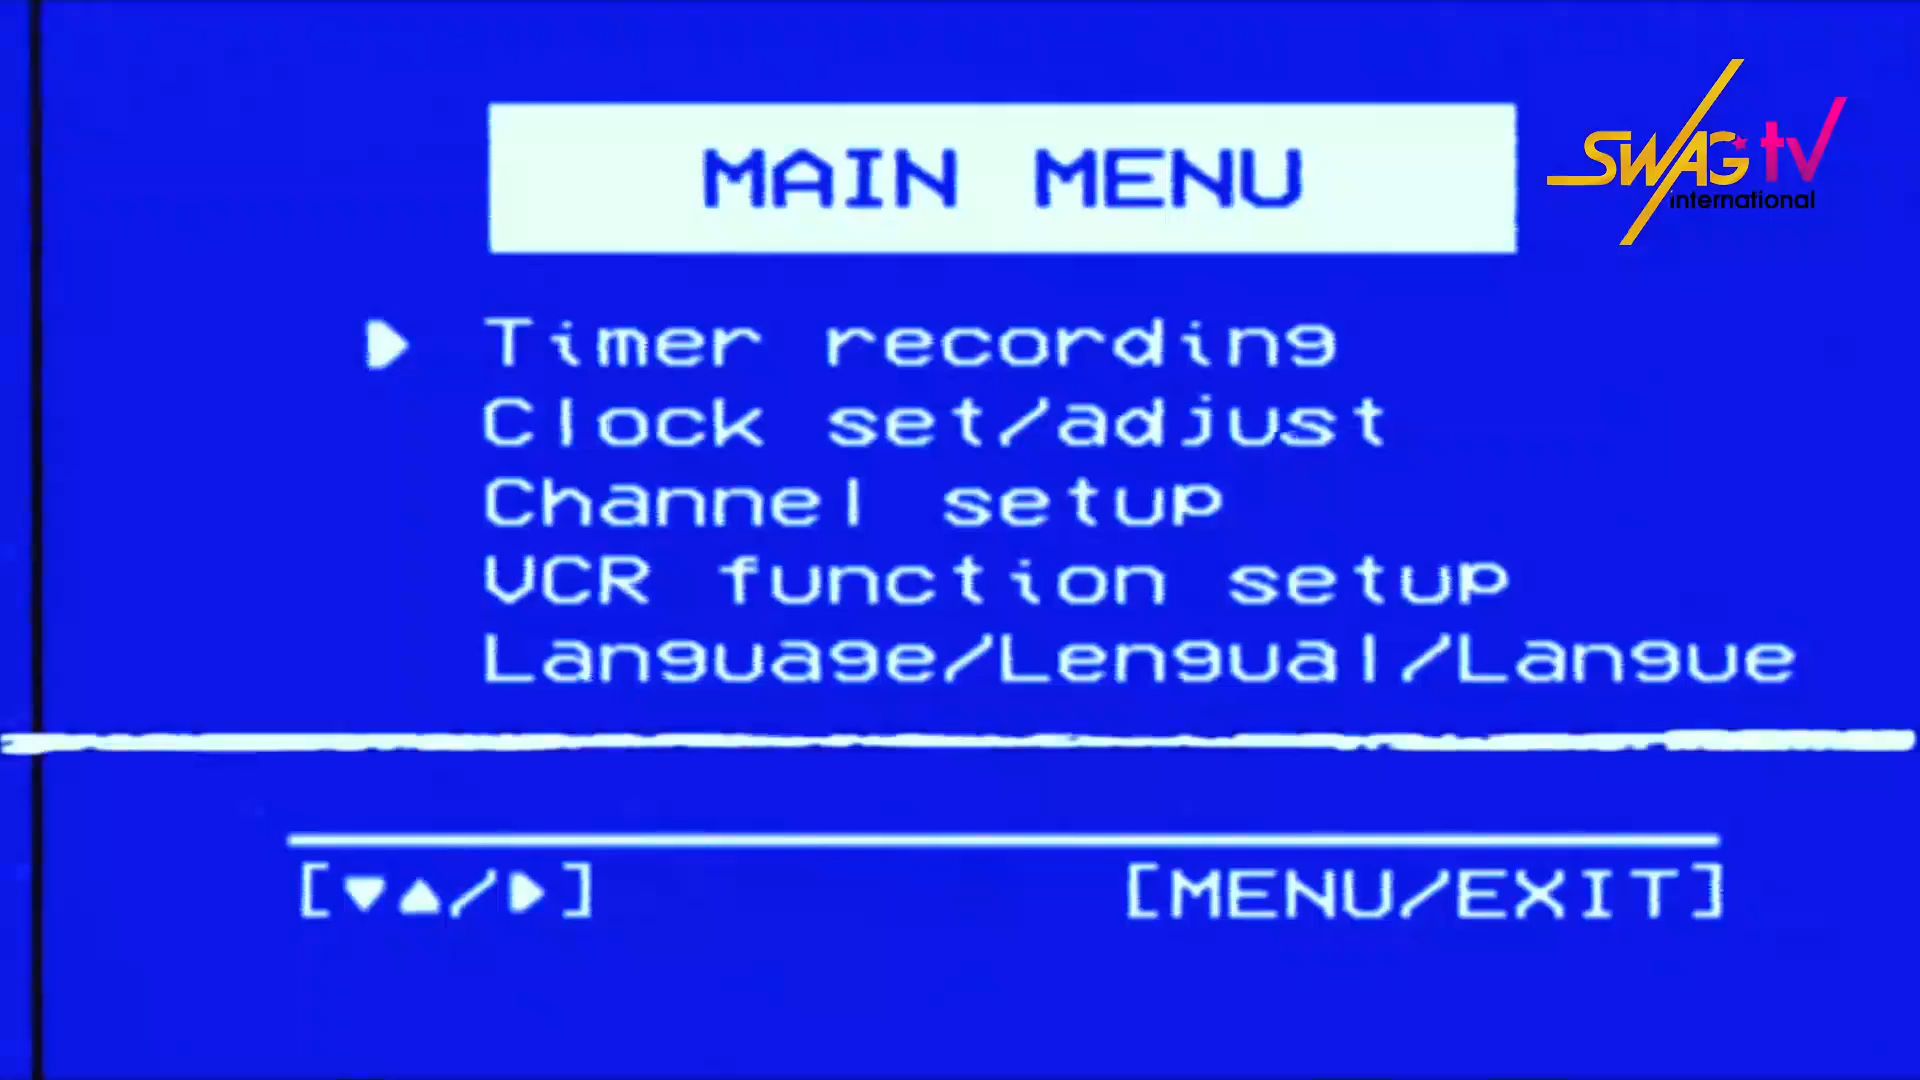 MAIN MENU
SWAG tv
international
▶ Timer recording
Clock set/adjust
Channel setup
VCR function setup
Language/Lengual/Langue
[▼▲/▶] [MENU/EXIT]